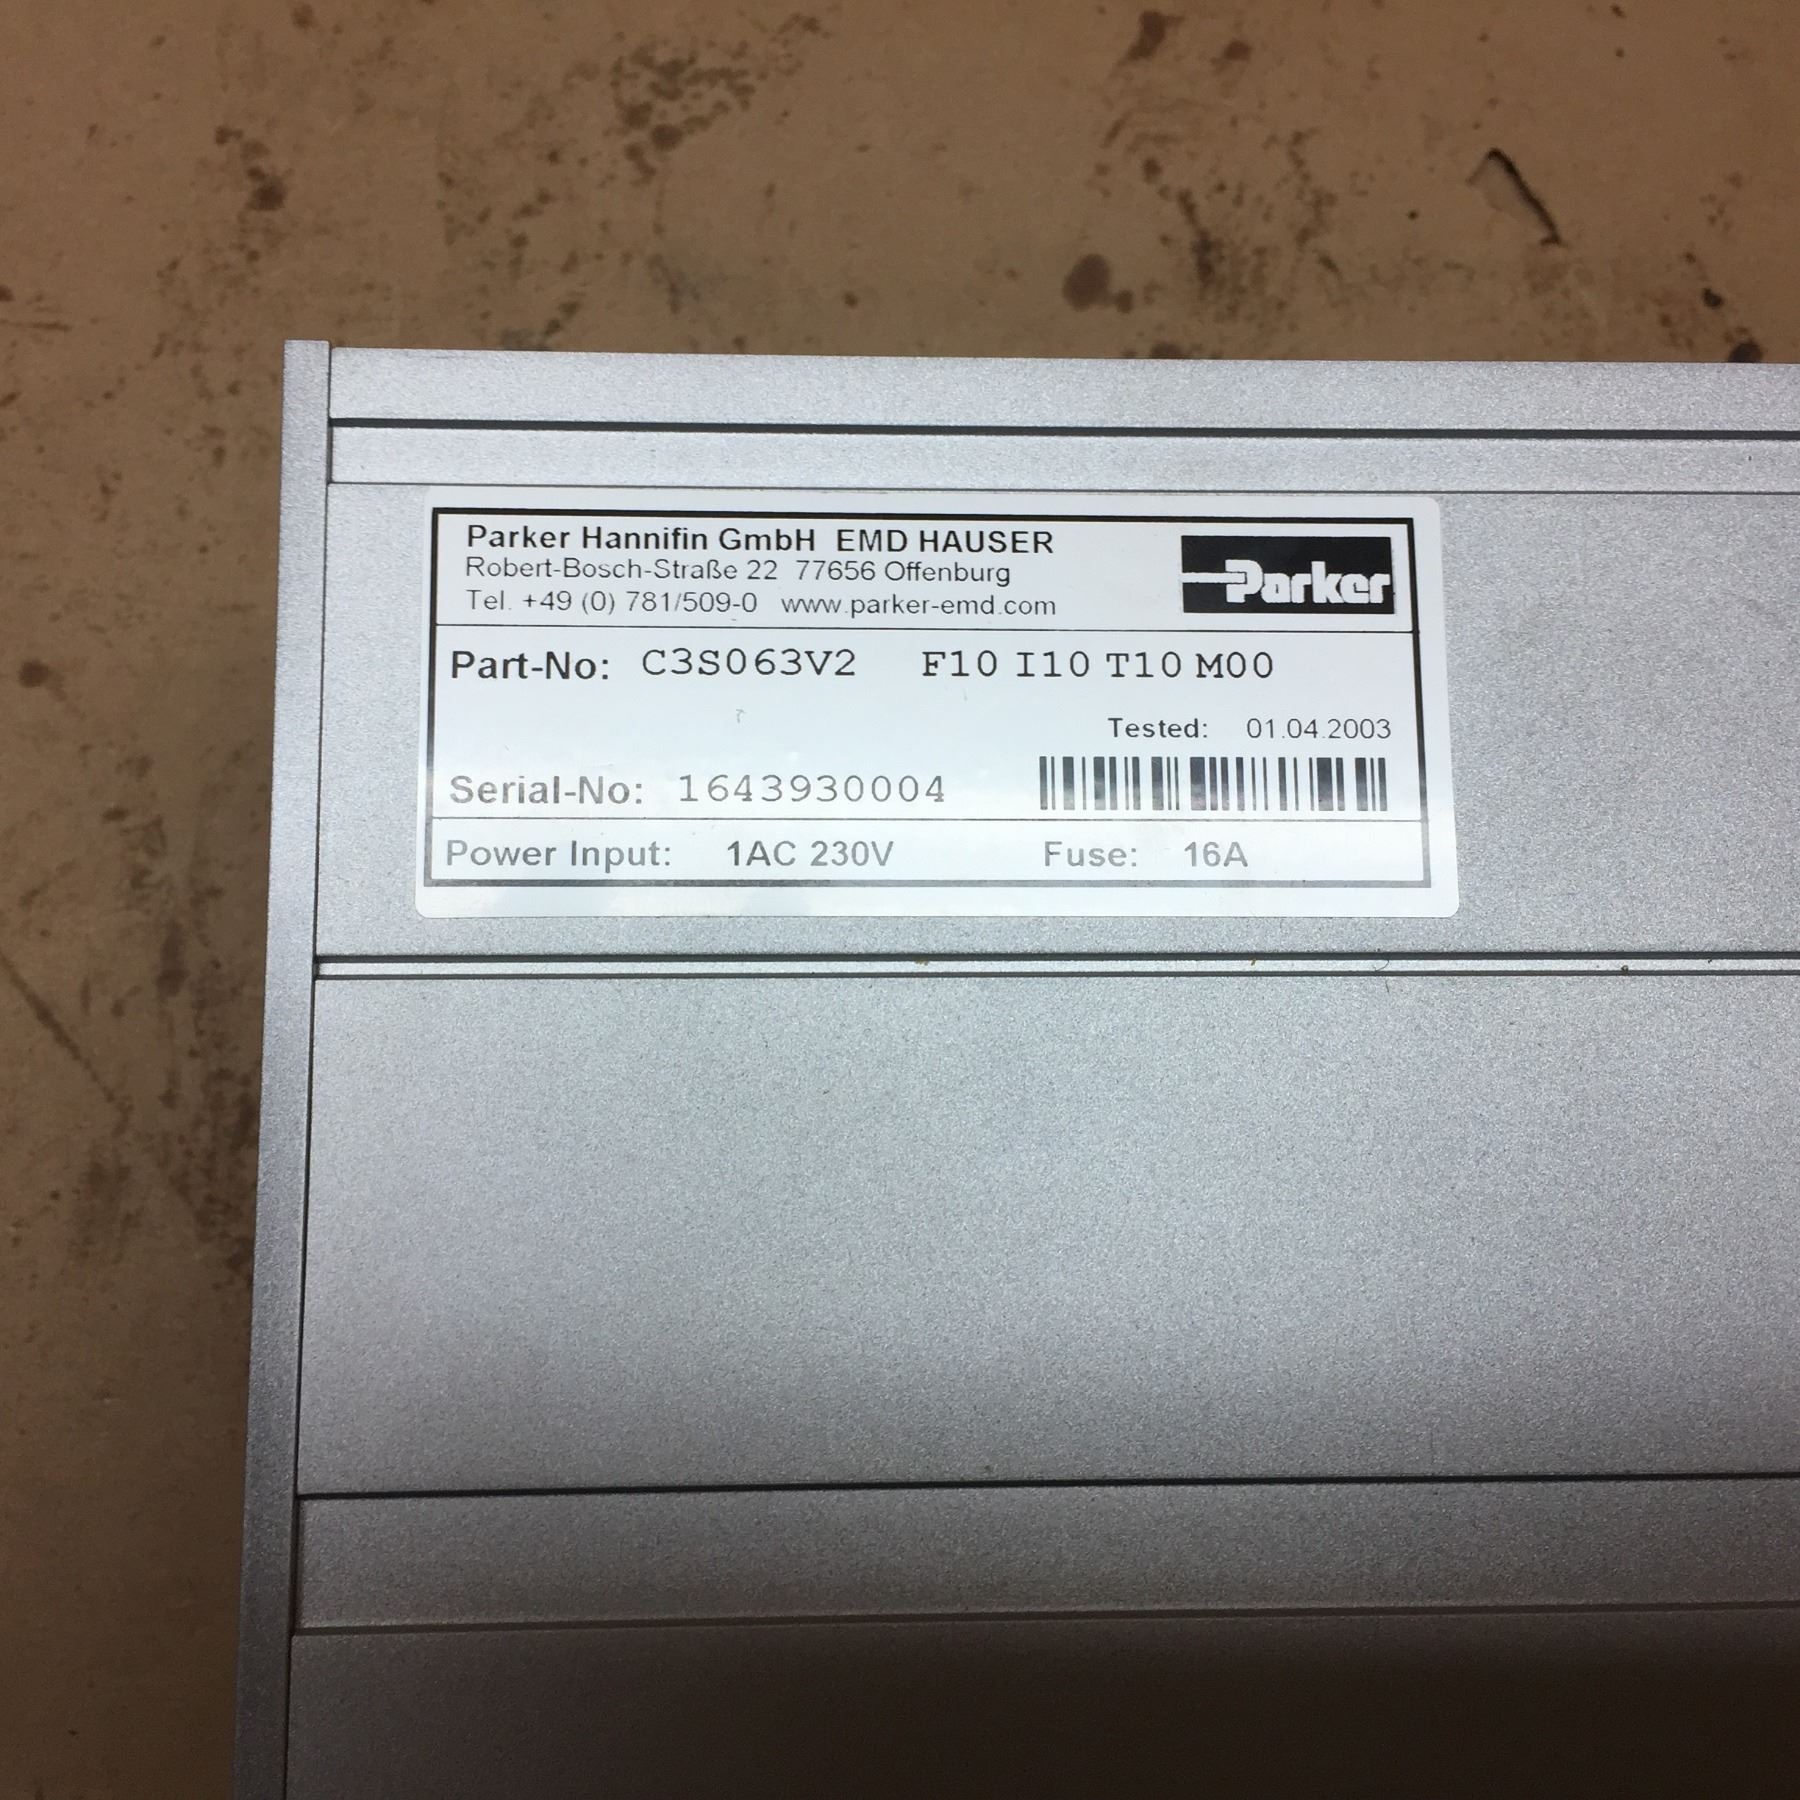 Parker Hannifin GmbH EMD HAUSER
Robert-Bosch-Straße 22 77656 Offenburg
Tel. +49 (0) 781/509-0 www.parker-emd.com
Parker
Part-No: C3S063V2 F10 I10 T10 M00
Tested: 01.04.2003
Serial-No: 1643930004
Power Input: 1AC 230V Fuse: 16A